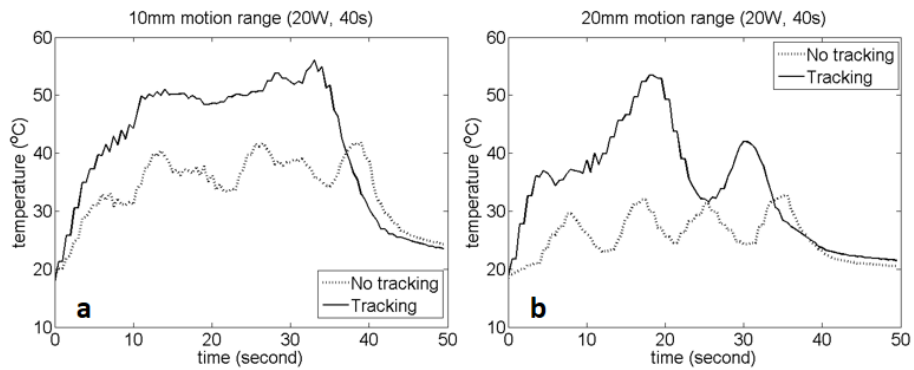 10mm motion range (20W, 40s)
60
50
40
30
20
10
temperature (°C)
0 10 20 30 40 50
time (second)
No tracking
Tracking
a
20mm motion range (20W, 40s)
60
50
40
30
20
10
temperature (°C)
0 10 20 30 40 50
time (second)
No tracking
Tracking
b